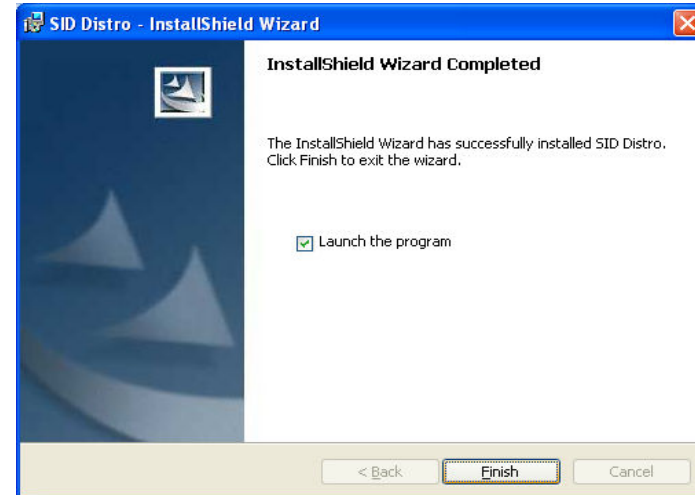 SID Distro - InstallShield Wizard
InstallShield Wizard Completed
The InstallShield Wizard has successfully installed SID Distro.
Click Finish to exit the wizard.
Launch the program
< Back
Finish
Cancel